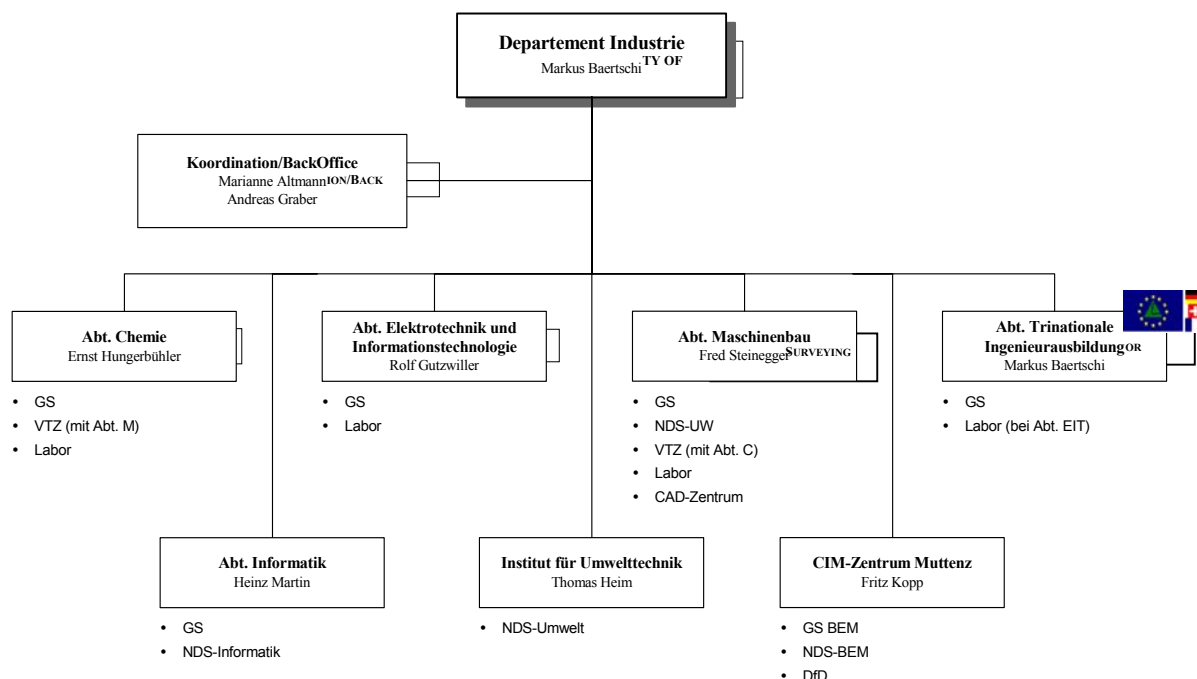 Departement Industrie
Markus Baertschi TY OF
Koordination/BackOffice
Marianne Altmann ION/BACK
Andreas Graber
Abt. Chemie
Ernst Hungerbühler
• GS
• VTZ (mit Abt. M)
• Labor
Abt. Elektrotechnik und
Informationstechnologie
Rolf Gutzwiller
• GS
• Labor
Abt. Maschinenbau
Fred Steinegger SURVEYING
• GS
• NDS-UW
• VTZ (mit Abt. C)
• Labor
• CAD-Zentrum
Abt. Trinationale
Ingenieurausbildung OR
Markus Baertschi
• GS
• Labor (bei Abt. EIT)
Abt. Informatik
Heinz Martin
• GS
• NDS-Informatik
Institut für Umwelttechnik
Thomas Heim
• NDS-Umwelt
CIM-Zentrum Muttenz
Fritz Kopp
• GS BEM
• NDS-BEM
• DfD